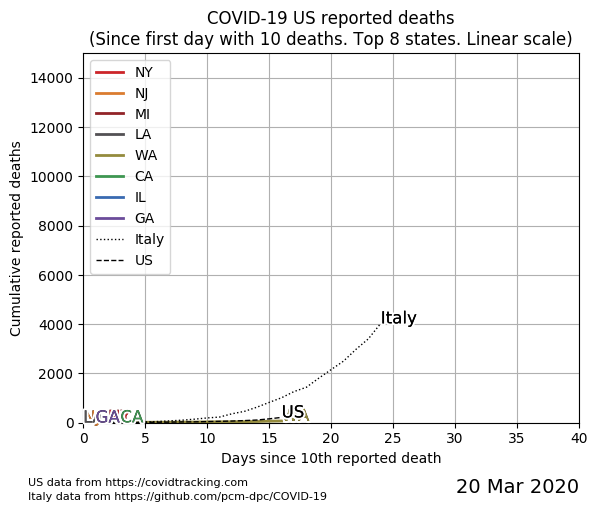 COVID-19 US reported deaths
(Since first day with 10 deaths. Top 8 states. Linear scale)
Cumulative reported deaths
14000
12000
10000
8000
6000
4000
2000
0
NY
NJ
MI
LA
WA
CA
IL
GA
Italy
US
Italy
US
GA
CA
0 5 10 15 20 25 30 35 40
Days since 10th reported death
US data from https://covidtracking.com
Italy data from https://github.com/pcm-dpc/COVID-19
20 Mar 2020